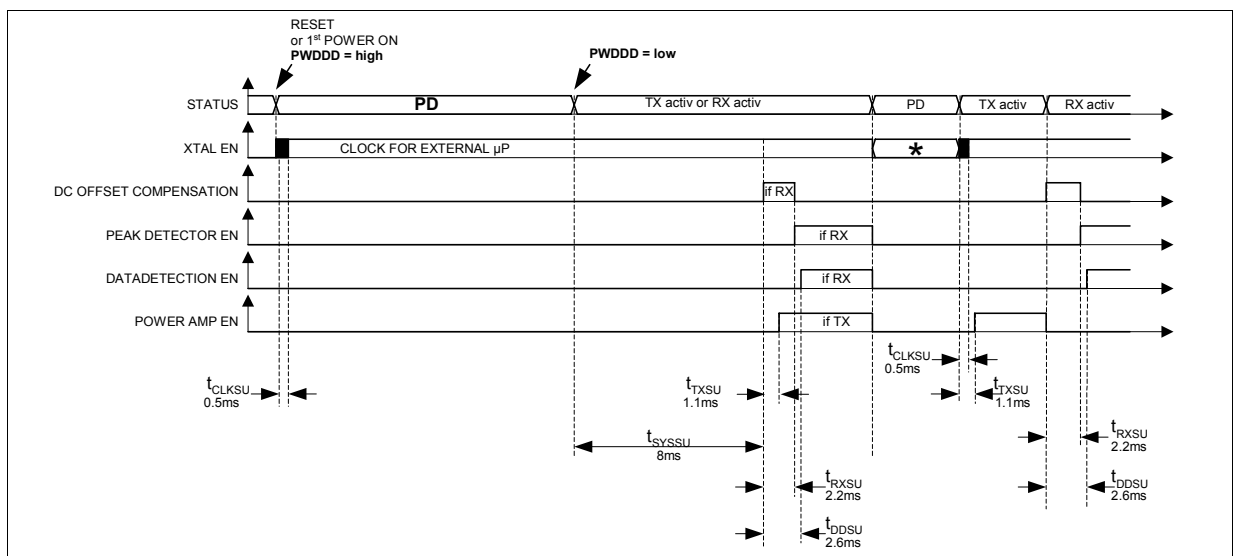 RESET
or 1st POWER ON
PWDDD = high
PWDDD = low
STATUS
PD
TX activ or RX activ
PD
TX activ
RX activ
XTAL EN
CLOCK FOR EXTERNAL µP
*
DC OFFSET COMPENSATION
if RX
PEAK DETECTOR EN
if RX
DATADETECTION EN
if RX
POWER AMP EN
if TX
tCLKSU
0.5ms
tTXSU
1.1ms
tCLKSU
0.5ms
tTXSU
1.1ms
tSYSSU
8ms
tRXSU
2.2ms
tRXSU
2.2ms
tDDSU
2.6ms
tDDSU
2.6ms